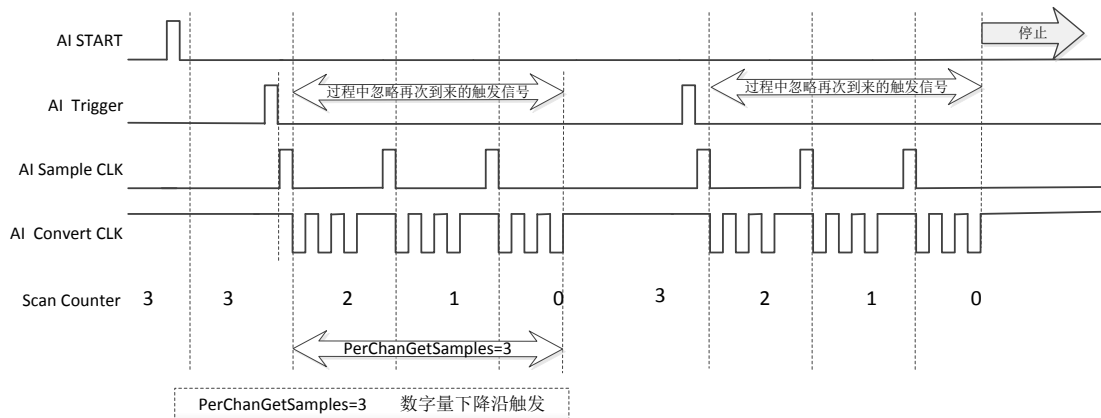 AI START
停止
AI Trigger
过程中忽略再次到来的触发信号
过程中忽略再次到来的触发信号
AI Sample CLK
AI Convert CLK
Scan Counter 3 3 2 1 0 3 2 1 0
PerChanGetSamples=3
PerChanGetSamples=3 数字量下降沿触发